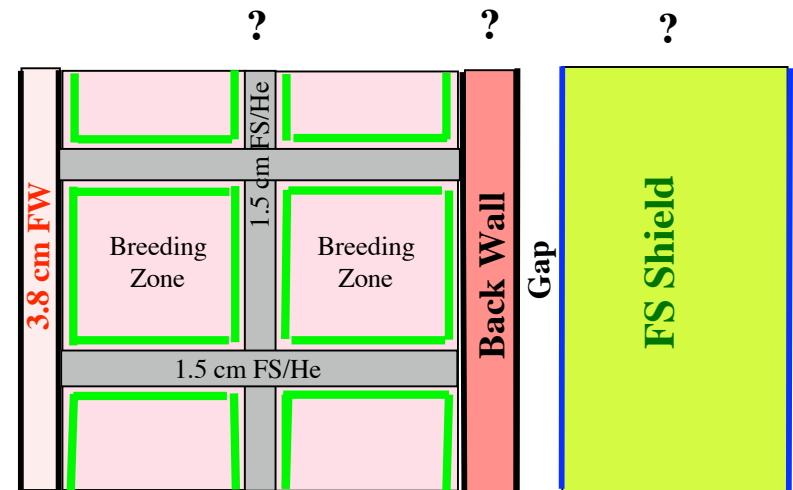 ?
?
?
3.8 cm FW
1.5 cm FS/He
Breeding
Zone
Breeding
Zone
1.5 cm FS/He
Back Wall
Gap
FS Shield